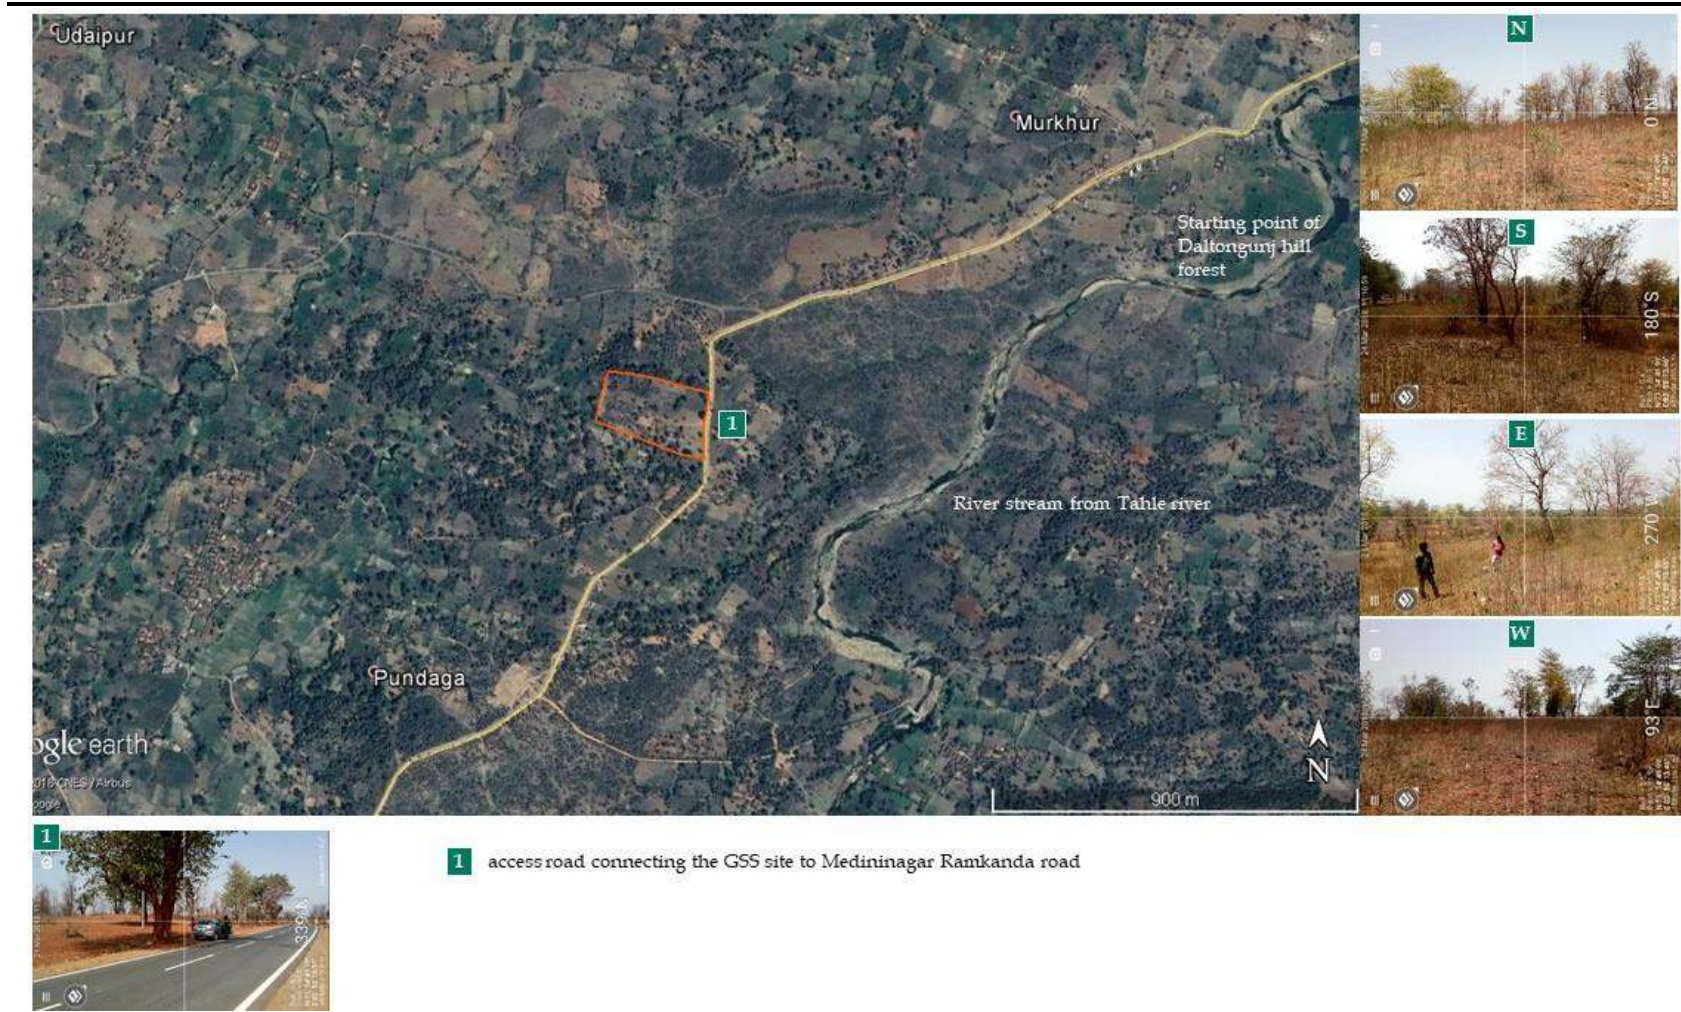 Udaipur
Murkhur
Starting point of
Daltongunj hill
forest
1
River stream from Tahle river
Pundaga
ogle earth
N
900 m
N
0°N
S
180°S
E
270 W
W
93 E
1
339 N
1 access road connecting the GSS site to Medininagar Ramkanda road